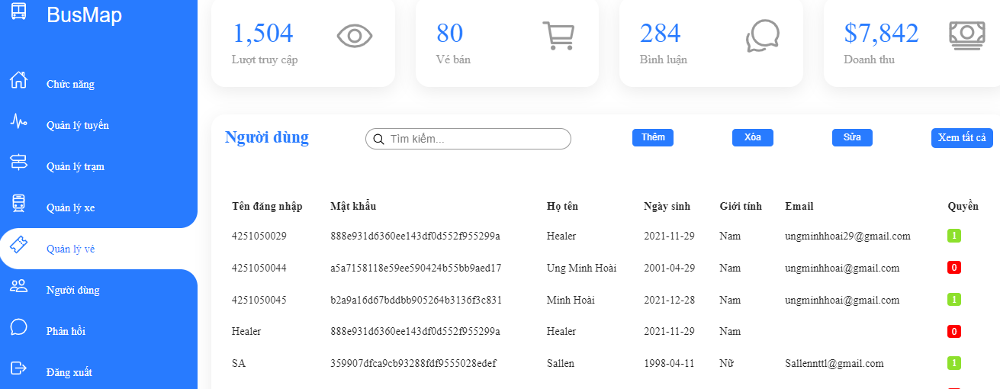 BusMap
Chức năng
Quản lý tuyến
Quản lý trạm
Quản lý xe
Quản lý vé
Người dùng
Phản hồi
Đăng xuất
1,504 80 284 $7,842
Lượt truy cập Vé bán Bình luận Doanh thu
Người dùng Tìm kiếm... Thêm Xóa Sửa Xem tất cả
Tên đăng nhập Mật khẩu Họ tên Ngày sinh Giới tính Email Quyền
4251050029 888e931d6360ee143df0d552f955299a Healer 2021-11-29 Nam ungminhhoai29@gmail.com 1
4251050044 a5a7158118e59ee590424b55bb9aed17 Ung Minh Hoài 2001-04-29 Nam ungminhhoai@gmail.com 0
4251050045 b2a9a16d67bddbb905264b3136f3c831 Minh Hoài 2021-12-28 Nam 1
Healer 888e931d6360ee143df0d552f955299a Healer 2021-11-29 Nam 0
SA 359907dfca9cb93288fdf9555028edef Sallen 1998-04-11 Nữ Sallennttl@gmail.com 1